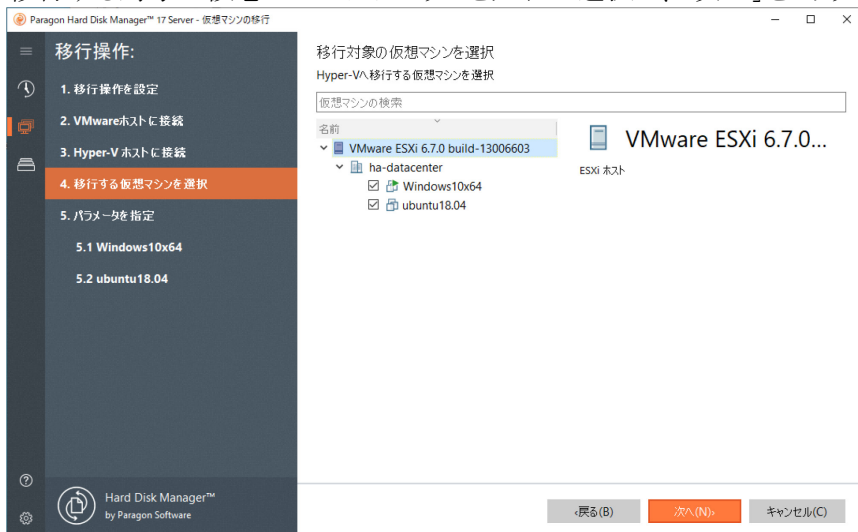 Paragon Hard Disk Manager™ 17 Server - 仮想マシンの移行
移行操作:
1. 移行操作を設定
2. VMwareホストに接続
3. Hyper-V ホストに接続
4. 移行する仮想マシンを選択
5. パラメータを指定
5.1 Windows10x64
5.2 ubuntu18.04
Hard Disk Manager™
by Paragon Software
移行対象の仮想マシンを選択
Hyper-Vへ移行する仮想マシンを選択
仮想マシンの検索
名前
VMware ESXi 6.7.0 build-13006603
ha-datacenter
Windows10x64
ubuntu18.04
VMware ESXi 6.7.0...
ESXi ホスト
‹戻る(B)
次へ(N)›
キャンセル(C)